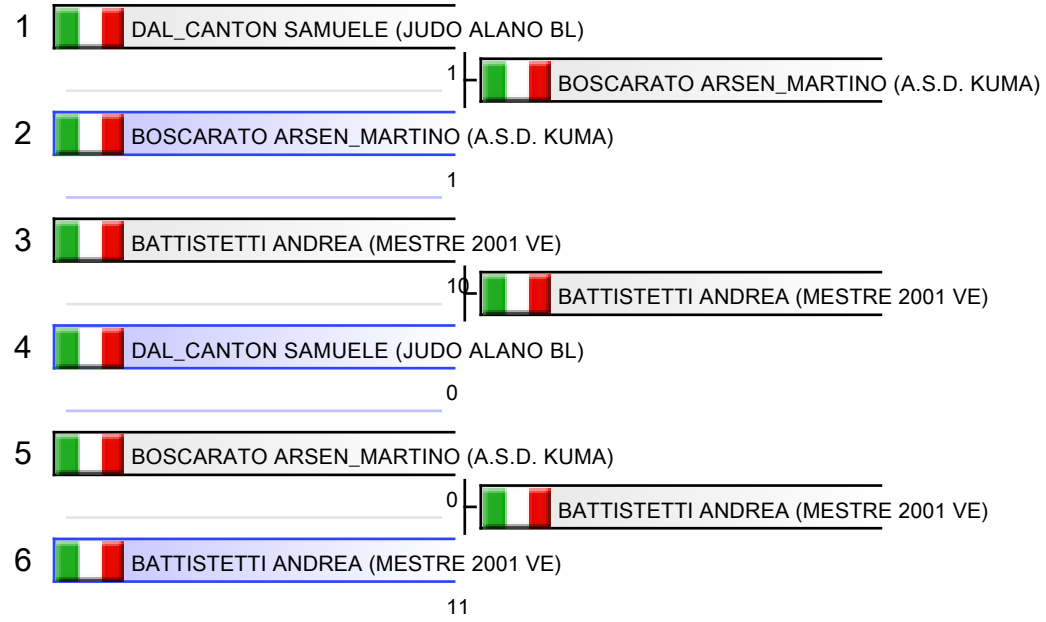 1 DAL_CANTON SAMUELE (JUDO ALANO BL)
1 BOSCARATO ARSEN_MARTINO (A.S.D. KUMA)
2 BOSCARATO ARSEN_MARTINO (A.S.D. KUMA)
1
3 BATTISTETTI ANDREA (MESTRE 2001 VE)
10 BATTISTETTI ANDREA (MESTRE 2001 VE)
4 DAL_CANTON SAMUELE (JUDO ALANO BL)
0
5 BOSCARATO ARSEN_MARTINO (A.S.D. KUMA)
0 BATTISTETTI ANDREA (MESTRE 2001 VE)
6 BATTISTETTI ANDREA (MESTRE 2001 VE)
11